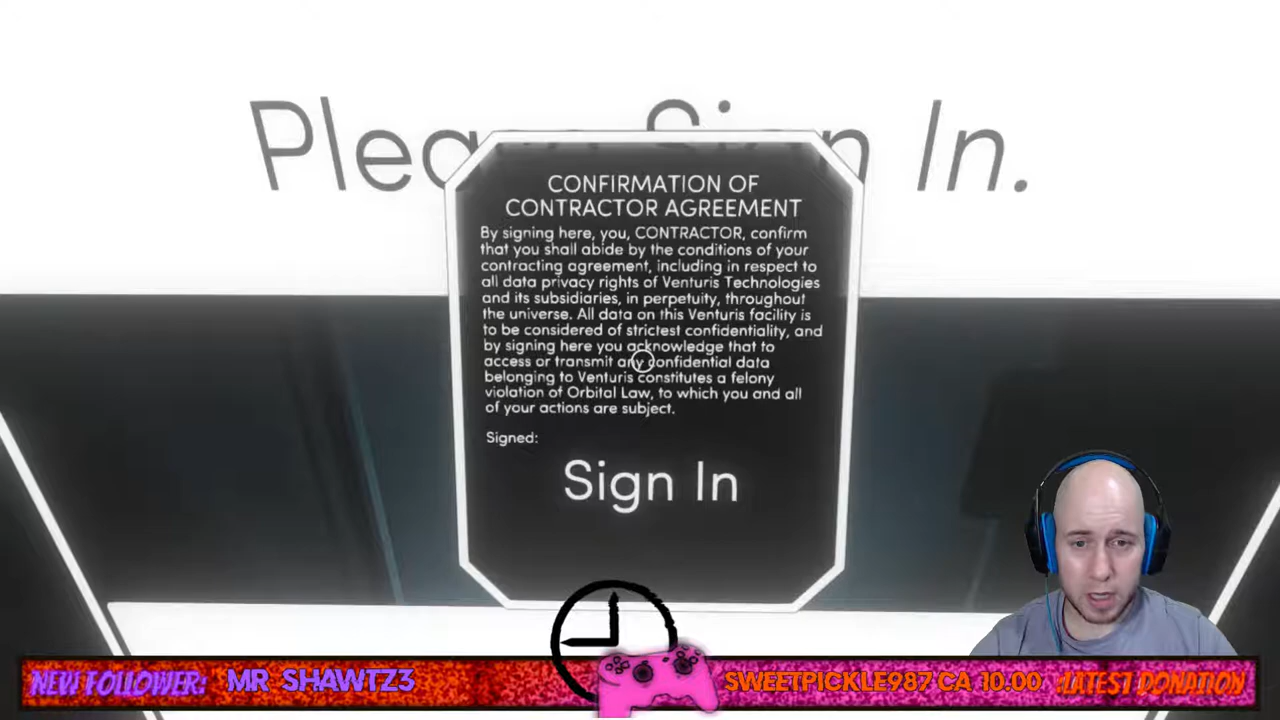 Please Sign In.
CONFIRMATION OF
CONTRACTOR AGREEMENT
By signing here, you, CONTRACTOR, confirm
that you shall abide by the conditions of your
contracting agreement, including in respect to
all data privacy rights of Venturis Technologies
and its subsidiaries, in perpetuity, throughout
the universe. All data on this Venturis facility is
to be considered of strictest confidentiality, and
by signing here you acknowledge that to
access or transmit any confidential data
belonging to Venturis constitutes a felony
violation of Orbital Law, to which you and all
of your actions are subject.
Signed:
Sign In
NEW FOLLOWER: MR SHAWTZ3
SWEETPICKLE987 CA 10.00 :LATEST DONATION